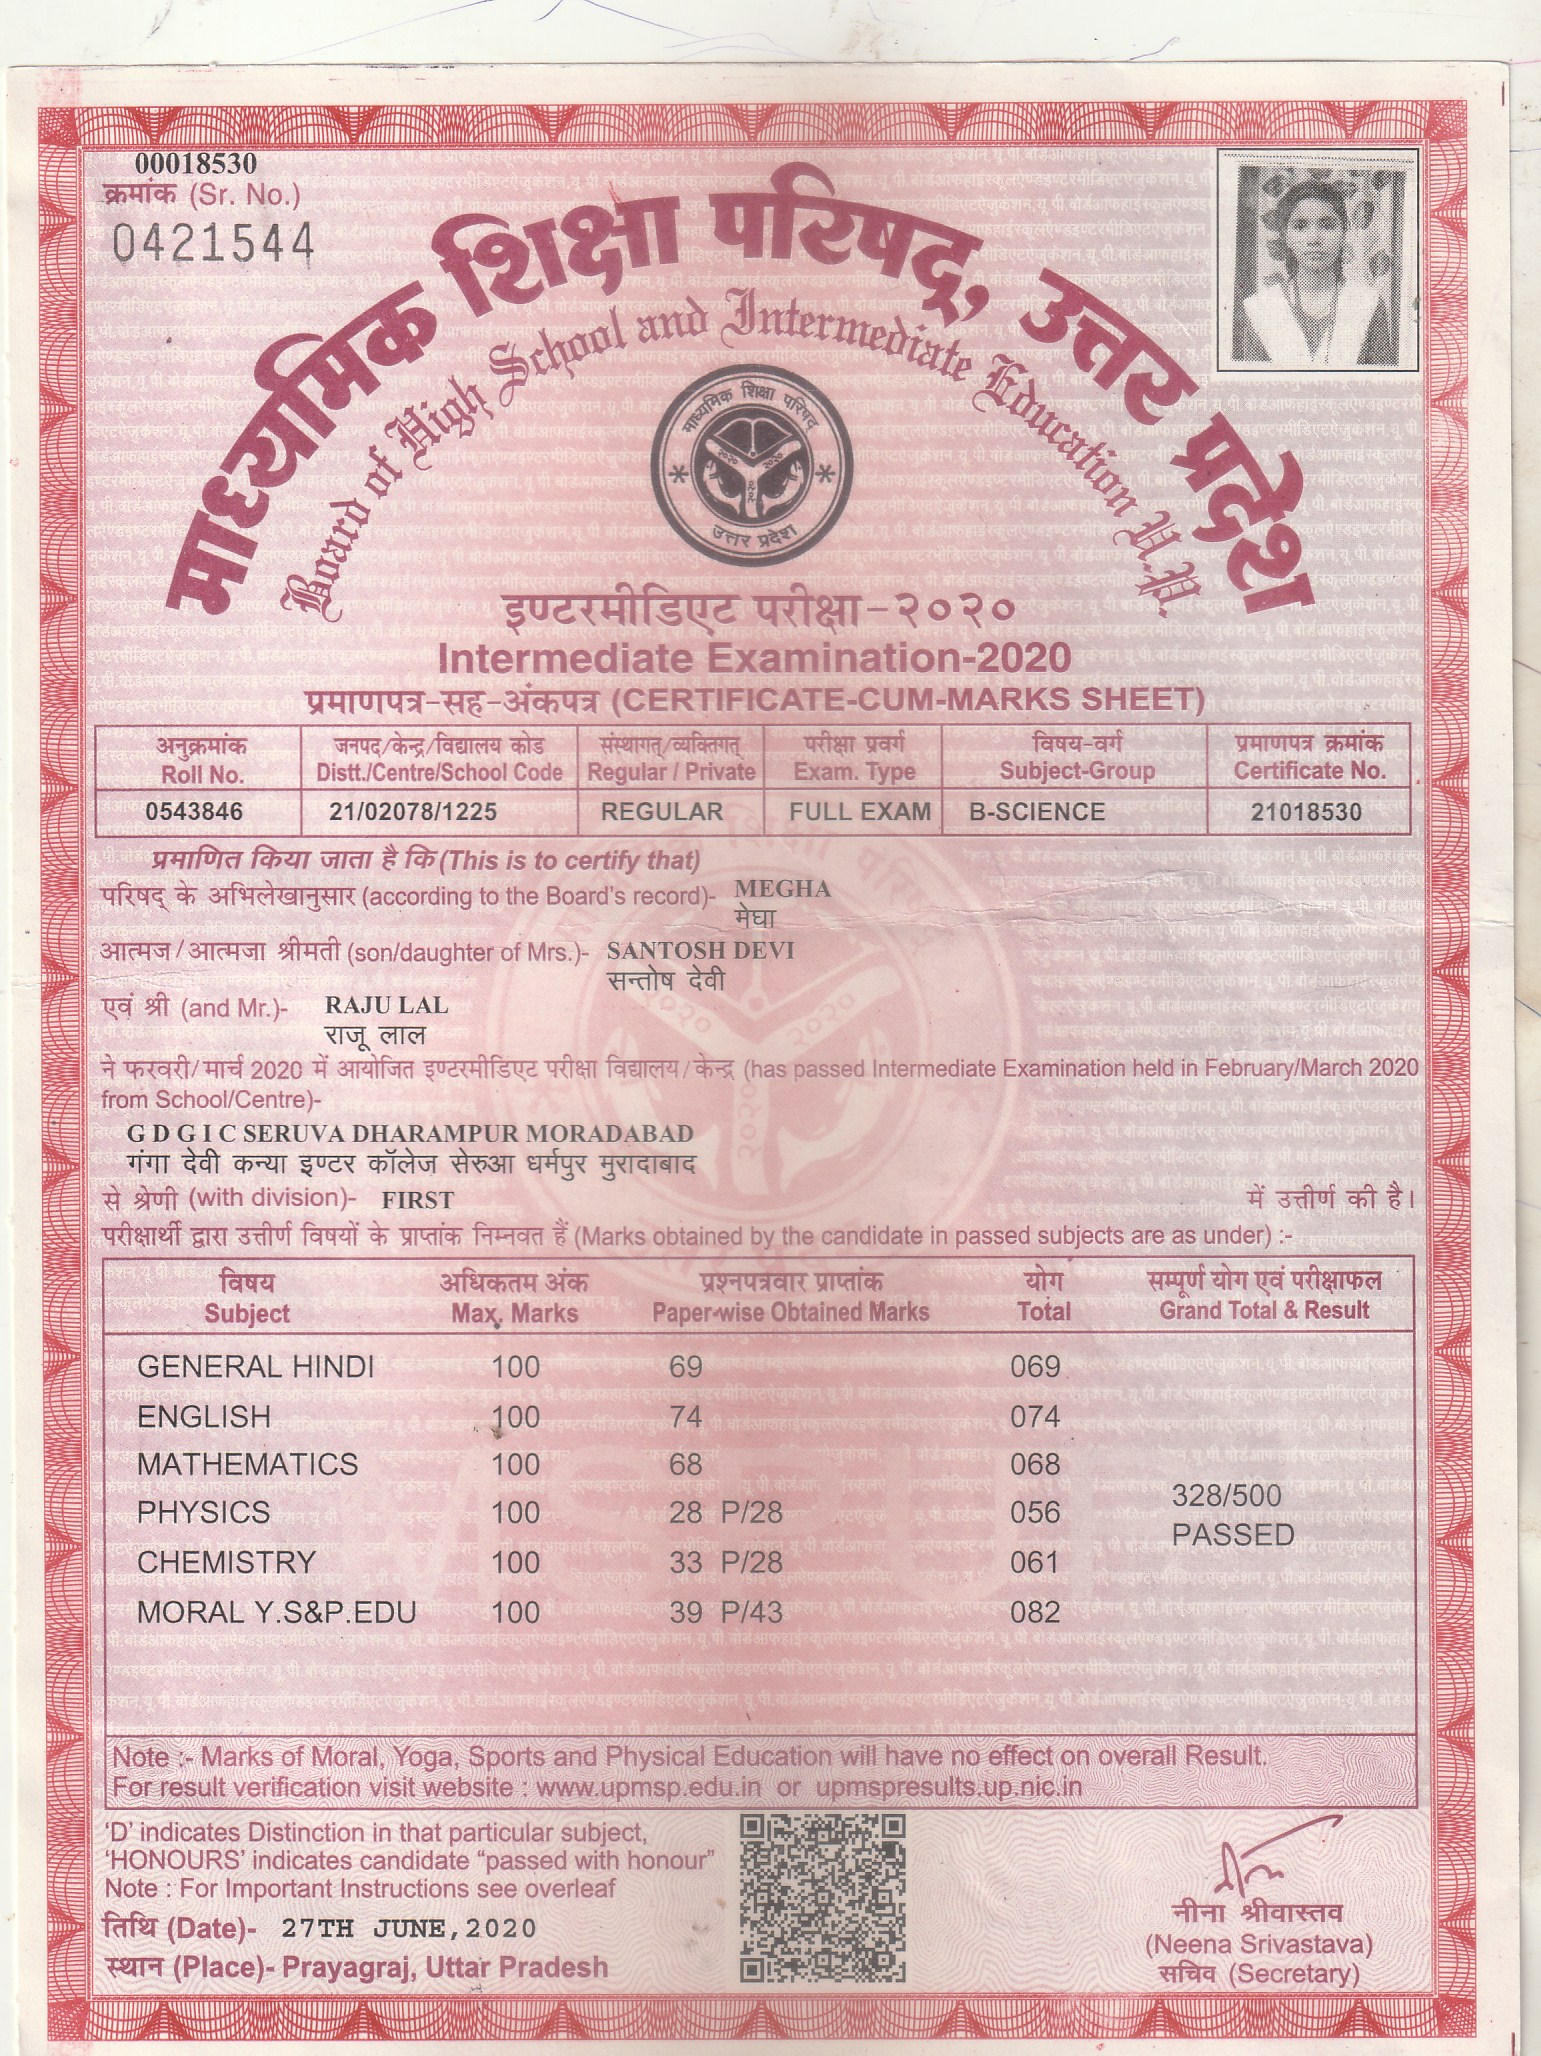 00018530
क्रमांक (Sr. No.)
0421544
माध्यमिक शिक्षा परिषद्, उत्तर प्रदेश
Board of High School and Intermediate Education U.P.
माध्यमिक शिक्षा परिषद्
उत्तर प्रदेश
इण्टरमीडिएट परीक्षा-२०२०
Intermediate Examination-2020
प्रमाणपत्र-सह-अंकपत्र (CERTIFICATE-CUM-MARKS SHEET)
अनुक्रमांक जनपद/केन्द्र/विद्यालय कोड संस्थागत्/व्यक्तिगत् परीक्षा प्रवर्ग विषय-वर्ग प्रमाणपत्र क्रमांक
Roll No. Distt./Centre/School Code Regular / Private Exam. Type Subject-Group Certificate No.
0543846 21/02078/1225 REGULAR FULL EXAM B-SCIENCE 21018530
प्रमाणित किया जाता है कि (This is to certify that)
परिषद् के अभिलेखानुसार (according to the Board's record)- MEGHA
मेघा
आत्मज/आत्मजा श्रीमती (son/daughter of Mrs.)- SANTOSH DEVI
सन्तोष देवी
एवं श्री (and Mr.)- RAJU LAL
राजू लाल
ने फरवरी/मार्च 2020 में आयोजित इण्टरमीडिएट परीक्षा विद्यालय/केन्द्र (has passed Intermediate Examination held in February/March 2020
from School/Centre)-
G D G I C SERUVA DHARAMPUR MORADABAD
गंगा देवी कन्या इण्टर कॉलेज सेरुआ धर्मपुर मुरादाबाद
से श्रेणी (with division)- FIRST में उत्तीर्ण की है।
परीक्षार्थी द्वारा उत्तीर्ण विषयों के प्राप्तांक निम्नवत हैं (Marks obtained by the candidate in passed subjects are as under) :-
विषय अधिकतम अंक प्रश्नपत्रवार प्राप्तांक योग सम्पूर्ण योग एवं परीक्षाफल
Subject Max. Marks Paper-wise Obtained Marks Total Grand Total & Result
GENERAL HINDI 100 69 069
ENGLISH 100 74 074
MATHEMATICS 100 68 068
328/500
PHYSICS 100 28 P/28 056
PASSED
CHEMISTRY 100 33 P/28 061
MORAL Y.S&P.EDU 100 39 P/43 082
Note :- Marks of Moral, Yoga, Sports and Physical Education will have no effect on overall Result.
For result verification visit website : www.upmsp.edu.in or upmspresults.up.nic.in
'D' indicates Distinction in that particular subject,
'HONOURS' indicates candidate "passed with honour"
Note : For Important Instructions see overleaf
तिथि (Date)- 27TH JUNE,2020
स्थान (Place)- Prayagraj, Uttar Pradesh
नीना श्रीवास्तव
(Neena Srivastava)
सचिव (Secretary)